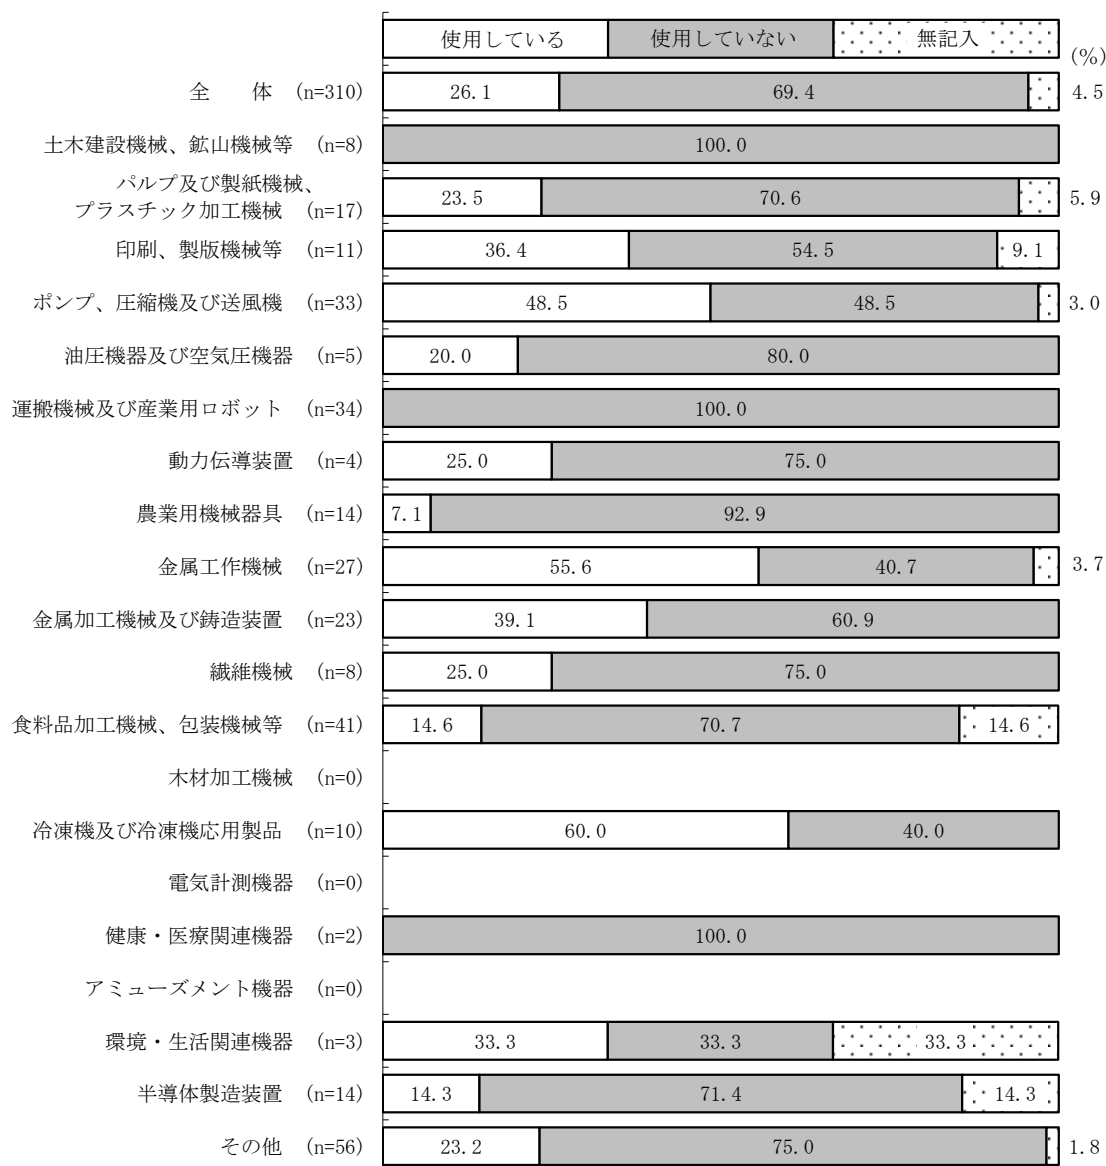 使用している 使用していない 無記入
(%)
全 体 (n=310) 26.1 69.4 4.5
土木建設機械、鉱山機械等 (n=8) 100.0
パルプ及び製紙機械、
プラスチック加工機械 (n=17) 23.5 70.6 5.9
印刷、製版機械等 (n=11) 36.4 54.5 9.1
ポンプ、圧縮機及び送風機 (n=33) 48.5 48.5 3.0
油圧機器及び空気圧機器 (n=5) 20.0 80.0
運搬機械及び産業用ロボット (n=34) 100.0
動力伝導装置 (n=4) 25.0 75.0
農業用機械器具 (n=14) 7.1 92.9
金属工作機械 (n=27) 55.6 40.7 3.7
金属加工機械及び鋳造装置 (n=23) 39.1 60.9
繊維機械 (n=8) 25.0 75.0
食料品加工機械、包装機械等 (n=41) 14.6 70.7 14.6
木材加工機械 (n=0)
冷凍機及び冷凍機応用製品 (n=10) 60.0 40.0
電気計測機器 (n=0)
健康・医療関連機器 (n=2) 100.0
アミューズメント機器 (n=0)
環境・生活関連機器 (n=3) 33.3 33.3 33.3
半導体製造装置 (n=14) 14.3 71.4 14.3
その他 (n=56) 23.2 75.0 1.8